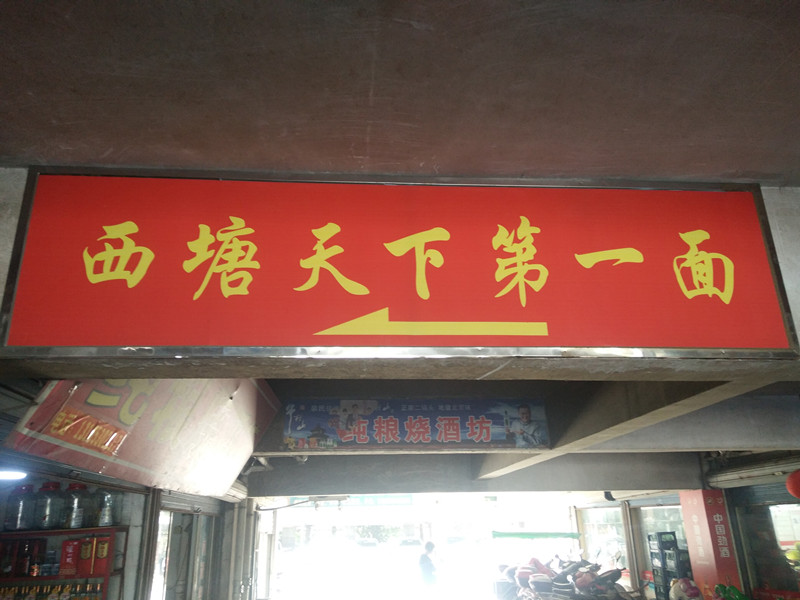 西塘天下第一面
纯粮烧酒坊
中国劲酒